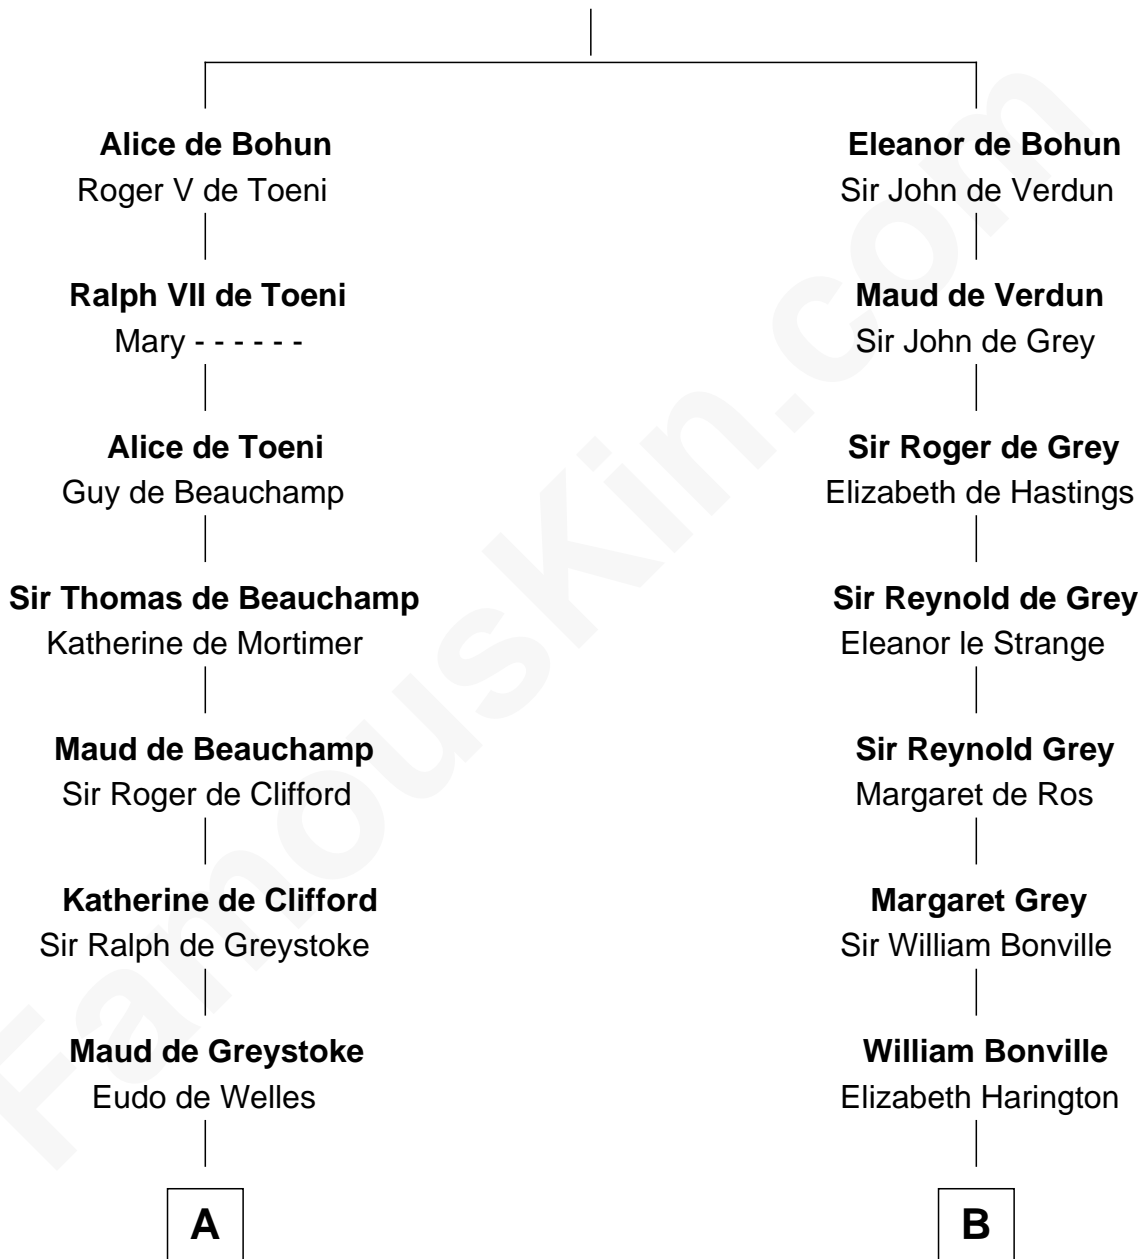 Alice de Bohun
Roger V de Toeni
Ralph VII de Toeni
Mary - - - - - -
Alice de Toeni
Guy de Beauchamp
Sir Thomas de Beauchamp
Katherine de Mortimer
Maud de Beauchamp
Sir Roger de Clifford
Katherine de Clifford
Sir Ralph de Greystoke
Maud de Greystoke
Eudo de Welles
A
Eleanor de Bohun
Sir John de Verdun
Maud de Verdun
Sir John de Grey
Sir Roger de Grey
Elizabeth de Hastings
Sir Reynold de Grey
Eleanor le Strange
Sir Reynold Grey
Margaret de Ros
Margaret Grey
Sir William Bonville
William Bonville
Elizabeth Harington
B
FamousKin.com